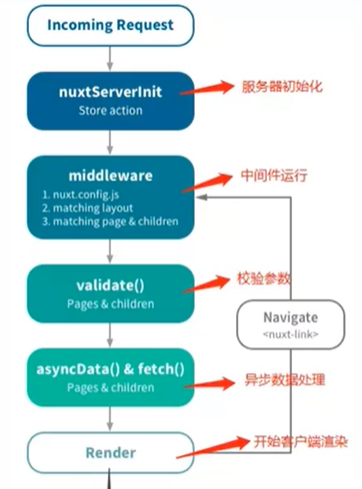 Incoming Request
nuxtServerInit
Store action
服务器初始化
middleware
1. nuxt.config.js
2. matching layout
3. matching page & children
中间件运行
validate()
Pages & children
校验参数
Navigate
<nuxt-link>
asyncData() & fetch()
Pages & children
异步数据处理
Render
开始客户端渲染